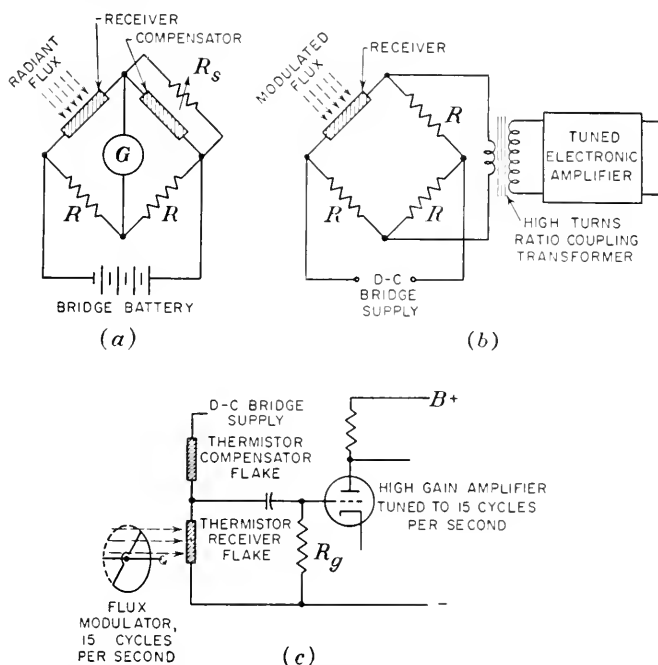 RECEIVER
COMPENSATOR
RADIANT
FLUX
Rs
G
R
R
BRIDGE BATTERY
(a)
MODULATED
FLUX
RECEIVER
R
R
R
D-C
BRIDGE
SUPPLY
TUNED
ELECTRONIC
AMPLIFIER
HIGH TURNS
RATIO COUPLING
TRANSFORMER
(b)
D-C BRIDGE
SUPPLY
THERMISTOR
COMPENSATOR
FLAKE
THERMISTOR
RECEIVER
FLAKE
FLUX
MODULATOR,
15 CYCLES
PER SECOND
Rg
B+
HIGH GAIN AMPLIFIER
TUNED TO 15 CYCLES
PER SECOND
–
(c)